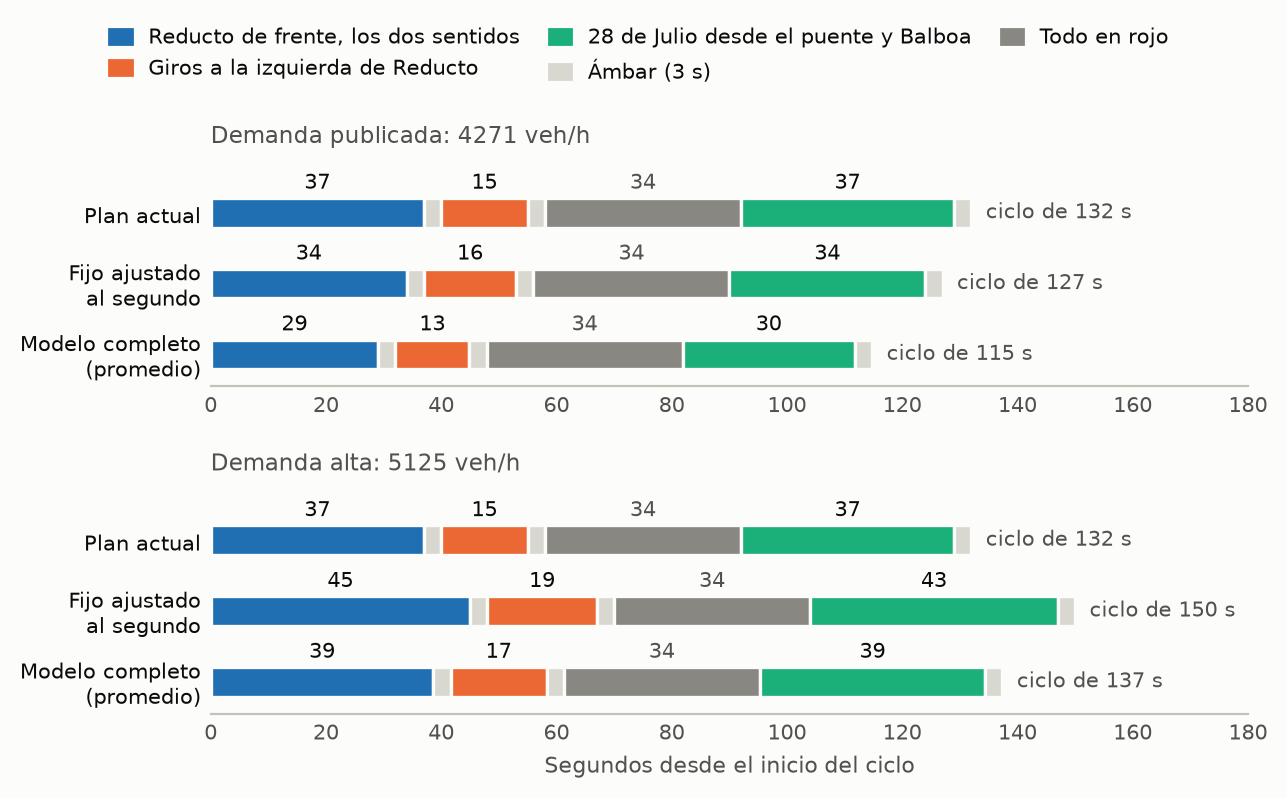 Reducto de frente, los dos sentidos
28 de Julio desde el puente y Balboa
Todo en rojo
Giros a la izquierda de Reducto
Ámbar (3 s)
Demanda publicada: 4271 veh/h
37 15 34 37
Plan actual
ciclo de 132 s
34 16 34 34
Fijo ajustado
al segundo
ciclo de 127 s
29 13 34 30
Modelo completo
(promedio)
ciclo de 115 s
0 20 40 60 80 100 120 140 160 180
Demanda alta: 5125 veh/h
37 15 34 37
Plan actual
ciclo de 132 s
45 19 34 43
Fijo ajustado
al segundo
ciclo de 150 s
39 17 34 39
Modelo completo
(promedio)
ciclo de 137 s
0 20 40 60 80 100 120 140 160 180
Segundos desde el inicio del ciclo